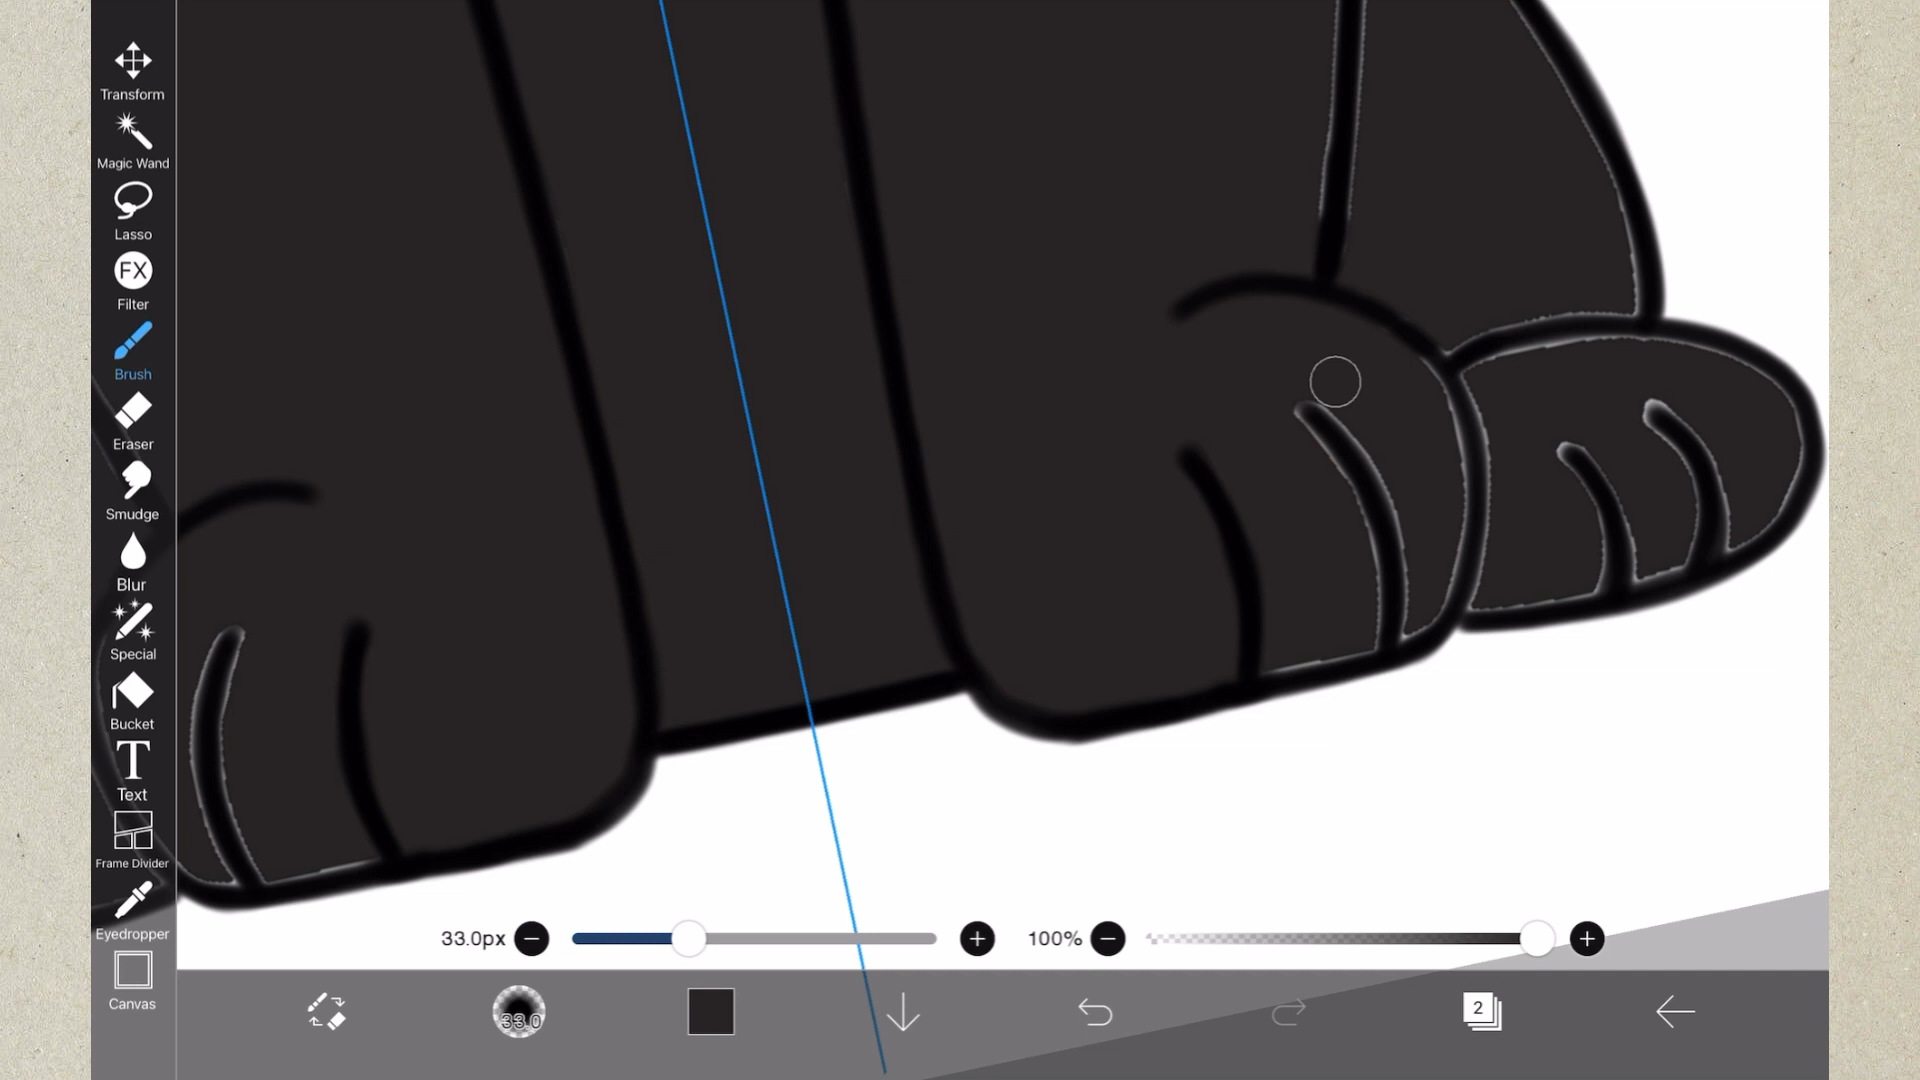 Transform
Magic Wand
Lasso
FX
Filter
Brush
Eraser
Smudge
Blur
Special
Bucket
T
Text
Frame Divider
Eyedropper
Canvas
33.0px
100%
33.0
2